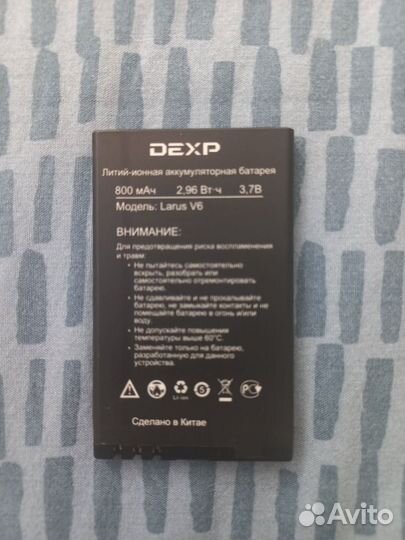 DEXP
Литий-ионная аккумуляторная батарея
800 мАч 2,96 Вт·ч 3,7В
Модель: Larus V6
ВНИМАНИЕ:
Для предотвращения риска воспламенения
и травм:
• Не пытайтесь самостоятельно
вскрыть, разобрать или
самостоятельно отремонтировать
батарею.
• Не сдавливайте и не прокалывайте
батарею, не замыкайте контакты и не
помещайте батарею в огонь и/или
воду.
• Не допускайте повышения
температуры выше 60°С.
• Заменяйте только на батарею,
разработанную для данного
устройства.
Li-ion
5
Сделано в Китае
Avito